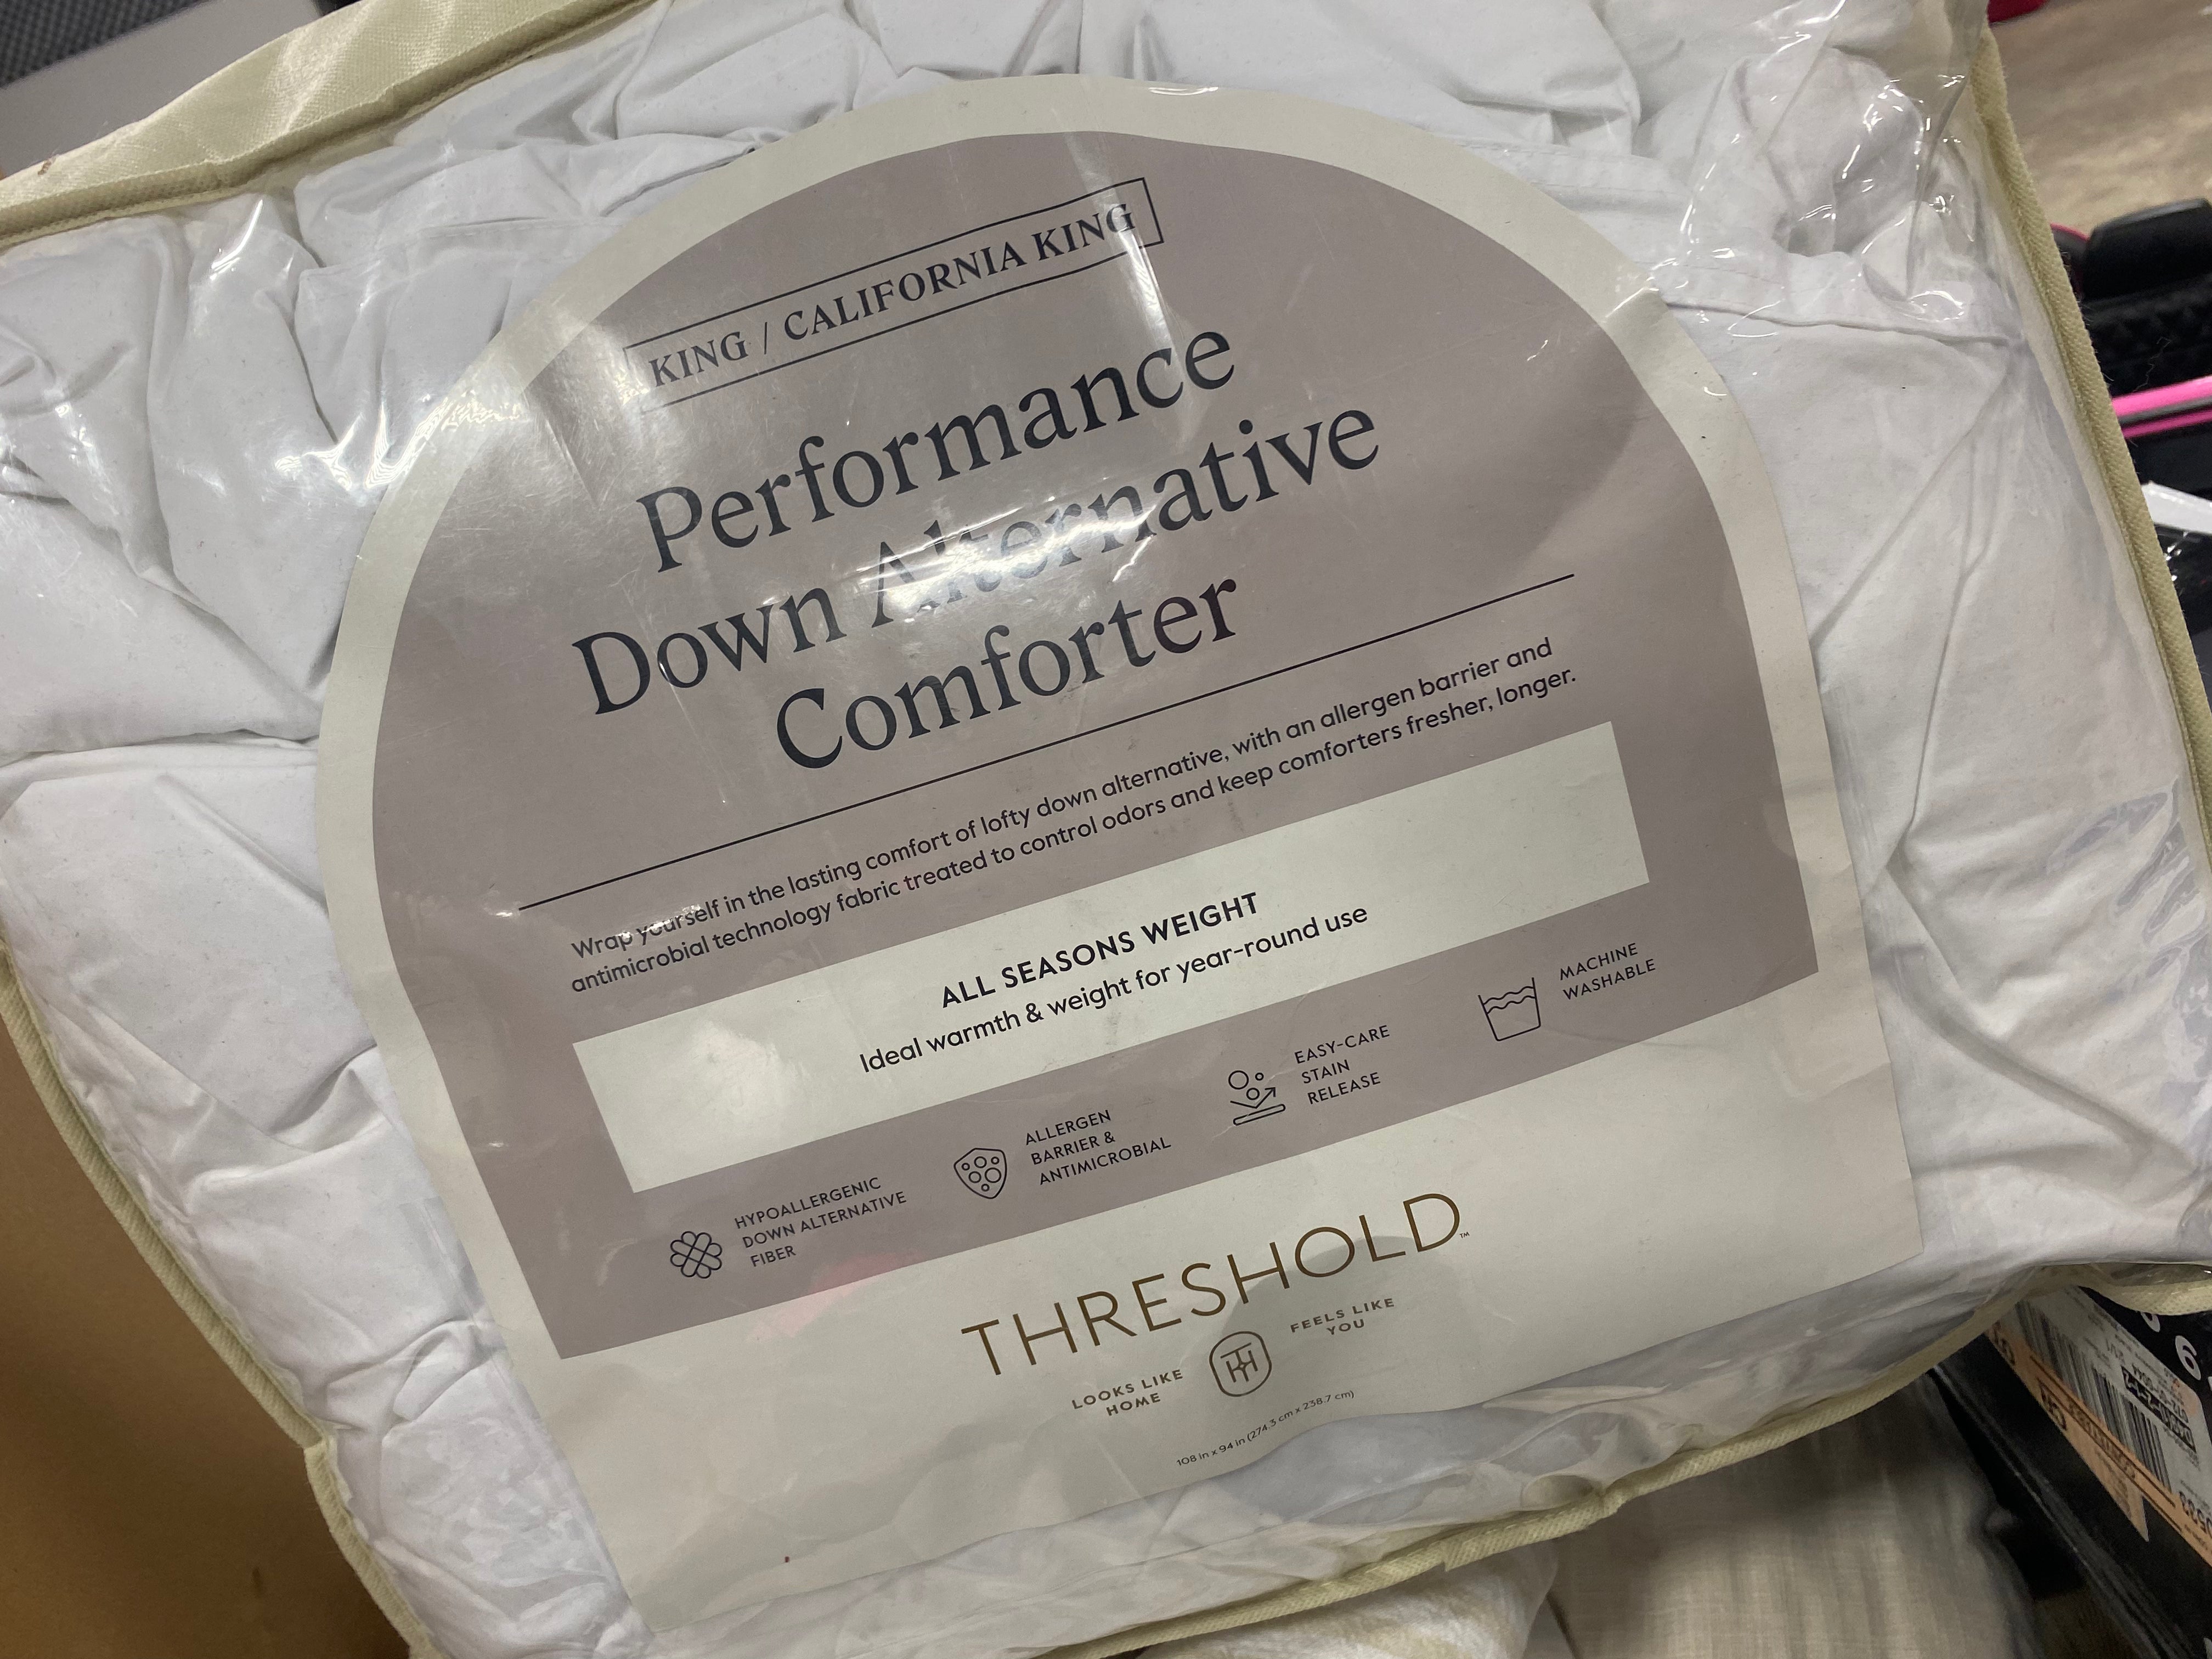 KING / CALIFORNIA KING
Performance
Down Alternative
Comforter
Wrap yourself in the lasting comfort of lofty down alternative, with an allergen barrier and
antimicrobial technology fabric treated to control odors and keep comforters fresher, longer.
ALL SEASONS WEIGHT
Ideal warmth & weight for year-round use
HYPOALLERGENIC
DOWN ALTERNATIVE
FIBER
ALLERGEN
BARRIER &
ANTIMICROBIAL
EASY-CARE
STAIN
RELEASE
MACHINE
WASHABLE
THRESHOLD™
LOOKS LIKE
HOME
FEELS LIKE
YOU
108 in x 94 in (274.3 cm x 238.7 cm)